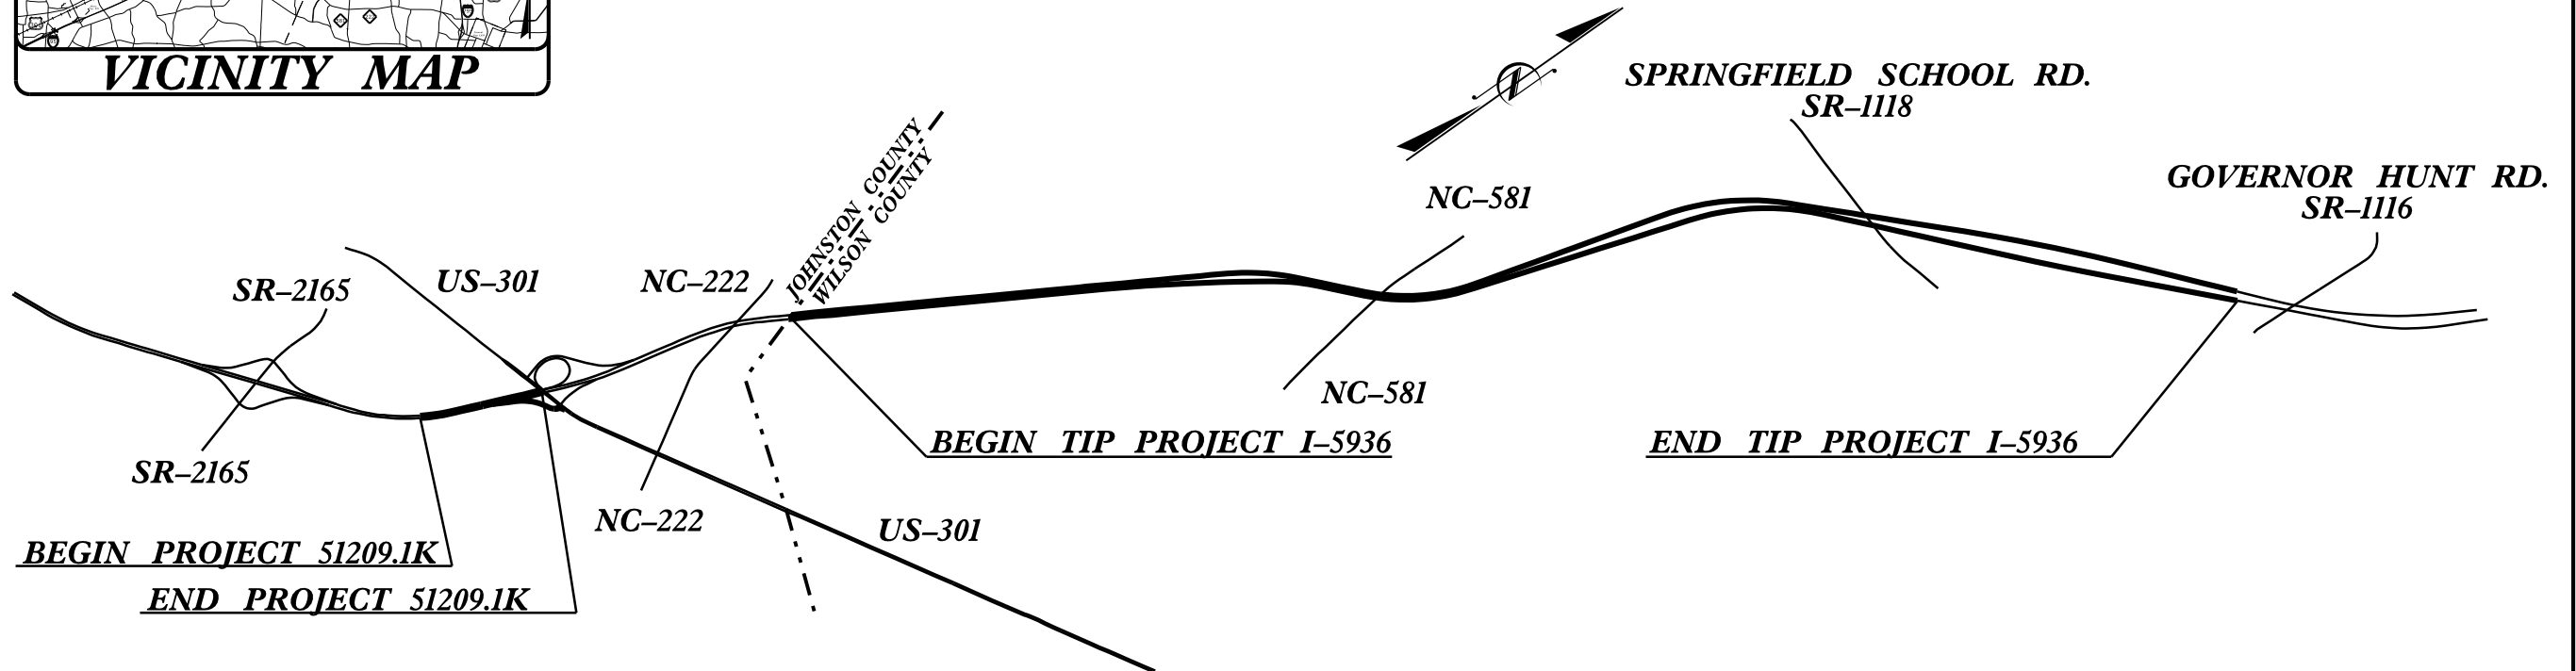 VICINITY MAP
SPRINGFIELD SCHOOL RD.
SR–1118
GOVERNOR HUNT RD.
SR–1116
NC–581
JOHNSTON COUNTY
WILSON COUNTY
SR–2165
US–301
NC–222
NC–581
BEGIN TIP PROJECT I–5936
END TIP PROJECT I–5936
SR–2165
NC–222
US–301
BEGIN PROJECT 51209.1K
END PROJECT 51209.1K